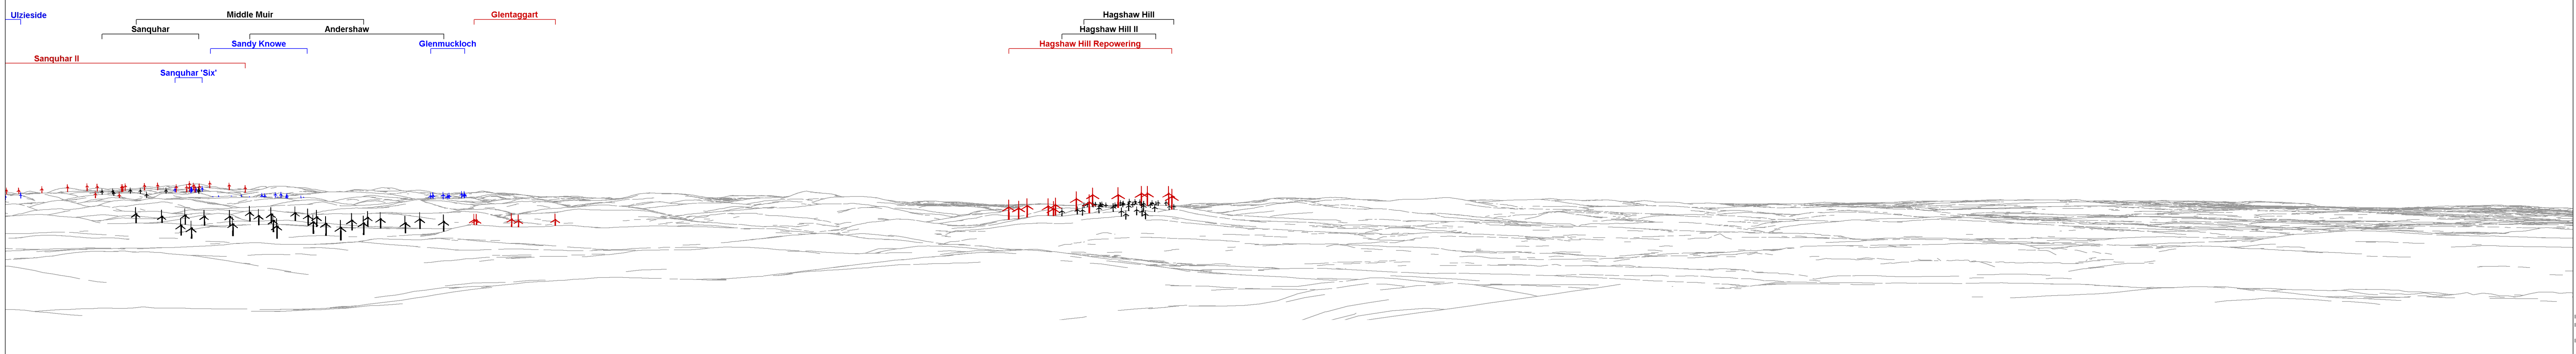 Ulzieside
Middle Muir
Glentaggart
Hagshaw Hill
Sanquhar
Andershaw
Hagshaw Hill II
Sandy Knowe
Glenmuckloch
Hagshaw Hill Repowering
Sanquhar II
Sanquhar 'Six'